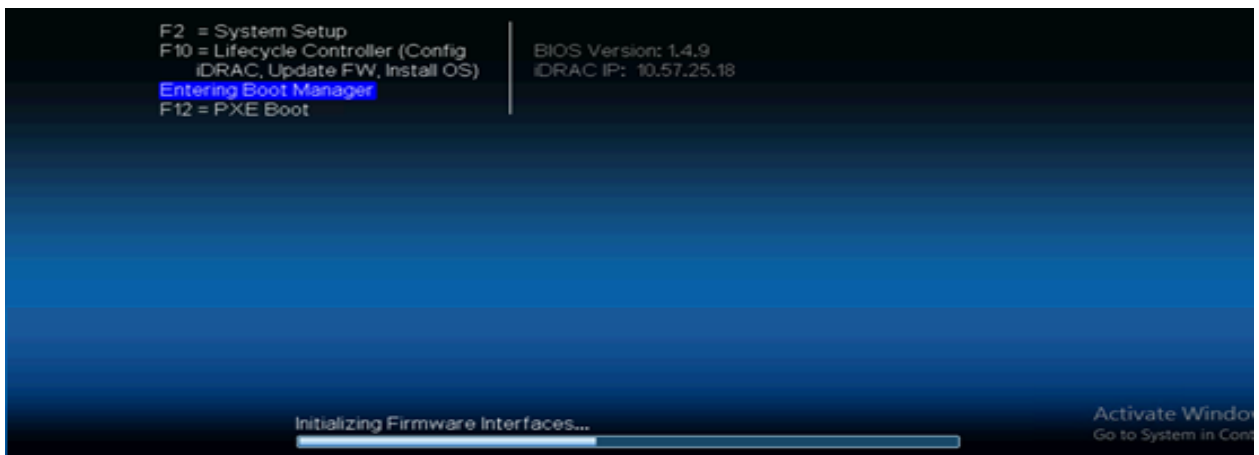 F2 = System Setup
F10 = Lifecycle Controller (Config
iDRAC, Update FW, Install OS)
Entering Boot Manager
F12 = PXE Boot
BIOS Version: 1.4.9
iDRAC IP: 10.57.25.18
Initializing Firmware Interfaces...
Activate Window
Go to System in Cont